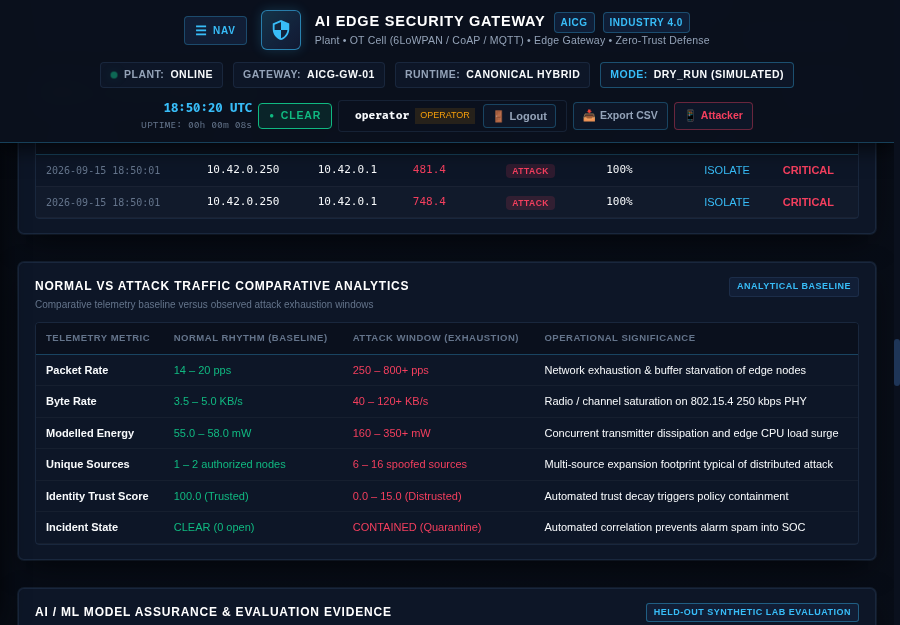 ☰ NAV
AI EDGE SECURITY GATEWAY AICG INDUSTRY 4.0
Plant • OT Cell (6LoWPAN / CoAP / MQTT) • Edge Gateway • Zero-Trust Defense
PLANT: ONLINE GATEWAY: AICG-GW-01 RUNTIME: CANONICAL HYBRID MODE: DRY_RUN (SIMULATED)
18:50:20 UTC
UPTIME: 00h 00m 08s
• CLEAR operator OPERATOR 🚪 Logout 📤 Export CSV 📱 Attacker
2026-09-15 18:50:01 10.42.0.250 10.42.0.1 481.4 ATTACK 100% ISOLATE CRITICAL
2026-09-15 18:50:01 10.42.0.250 10.42.0.1 748.4 ATTACK 100% ISOLATE CRITICAL
NORMAL VS ATTACK TRAFFIC COMPARATIVE ANALYTICS ANALYTICAL BASELINE
Comparative telemetry baseline versus observed attack exhaustion windows
TELEMETRY METRIC NORMAL RHYTHM (BASELINE) ATTACK WINDOW (EXHAUSTION) OPERATIONAL SIGNIFICANCE
Packet Rate 14 – 20 pps 250 – 800+ pps Network exhaustion & buffer starvation of edge nodes
Byte Rate 3.5 – 5.0 KB/s 40 – 120+ KB/s Radio / channel saturation on 802.15.4 250 kbps PHY
Modelled Energy 55.0 – 58.0 mW 160 – 350+ mW Concurrent transmitter dissipation and edge CPU load surge
Unique Sources 1 – 2 authorized nodes 6 – 16 spoofed sources Multi-source expansion footprint typical of distributed attack
Identity Trust Score 100.0 (Trusted) 0.0 – 15.0 (Distrusted) Automated trust decay triggers policy containment
Incident State CLEAR (0 open) CONTAINED (Quarantine) Automated correlation prevents alarm spam into SOC
AI / ML MODEL ASSURANCE & EVALUATION EVIDENCE HELD-OUT SYNTHETIC LAB EVALUATION